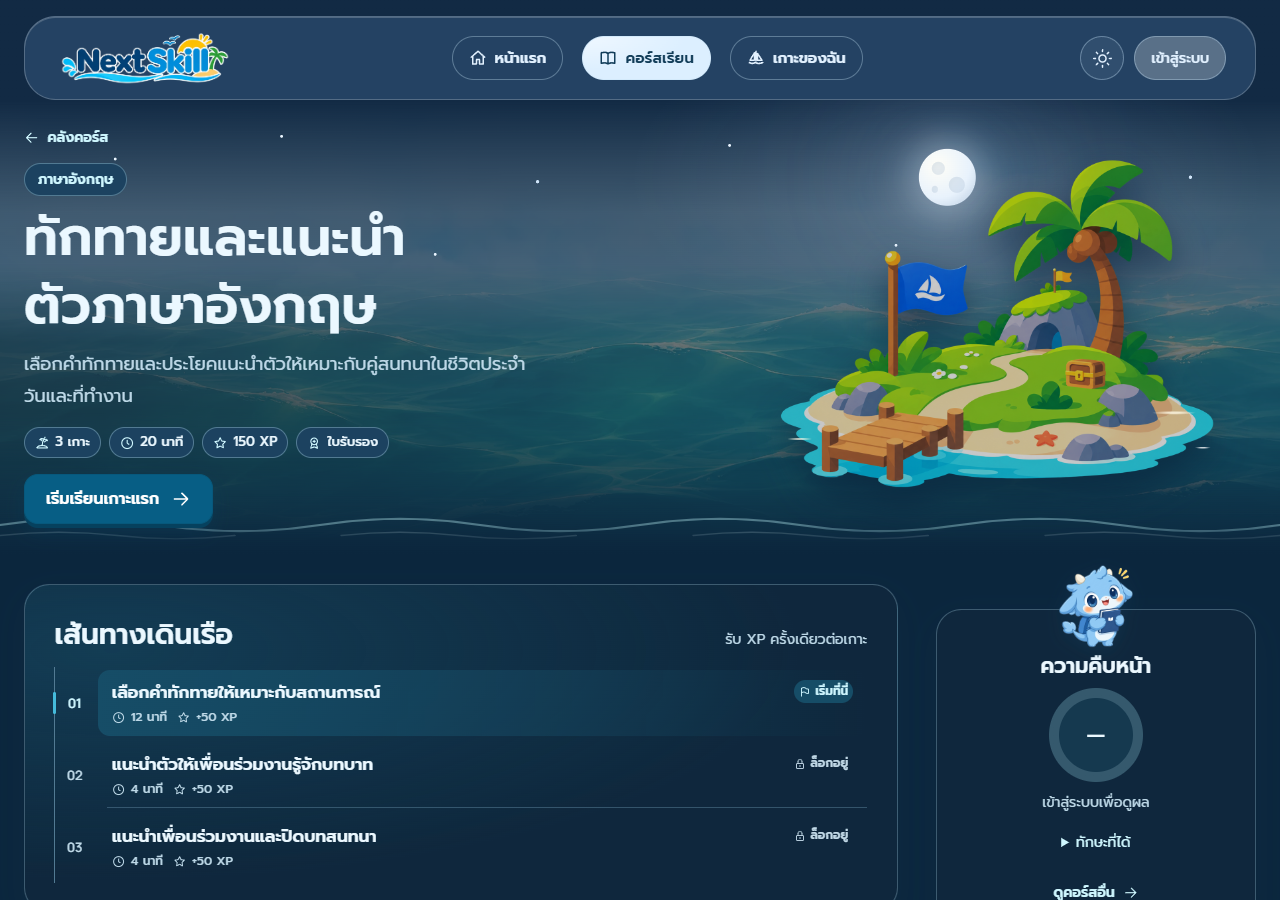 NextSkill
หน้าแรก
คอร์สเรียน
เกาะของฉัน
เข้าสู่ระบบ
คลังคอร์ส
ภาษาอังกฤษ
ทักทายและแนะนำ
ตัวภาษาอังกฤษ
เลือกคำทักทายและประโยคแนะนำตัวให้เหมาะกับคู่สนทนาในชีวิตประจำ
วันและที่ทำงาน
3 เกาะ
20 นาที
150 XP
ใบรับรอง
เริ่มเรียนเกาะแรก
เส้นทางเดินเรือ
รับ XP ครั้งเดียวต่อเกาะ
01
เลือกคำทักทายให้เหมาะกับสถานการณ์
12 นาที
+50 XP
เริ่มที่นี่
02
แนะนำตัวให้เพื่อนร่วมงานรู้จักบทบาท
4 นาที
+50 XP
ล็อกอยู่
03
แนะนำเพื่อนร่วมงานและปิดบทสนทนา
4 นาที
+50 XP
ล็อกอยู่
ความคืบหน้า
—
เข้าสู่ระบบเพื่อดูผล
ทักษะที่ได้
ดูคอร์สอื่น